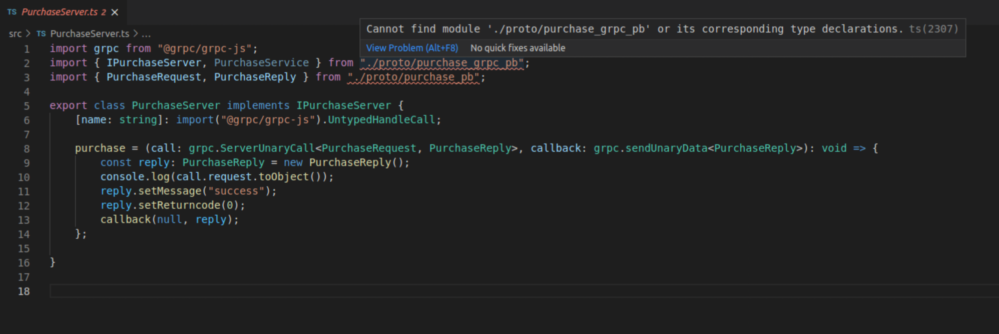 TS PurchaseServer.ts 2 ×
src > TS PurchaseServer.ts > ...
Cannot find module './proto/purchase_grpc_pb' or its corresponding type declarations. ts(2307)
View Problem (Alt+F8) No quick fixes available
1 import grpc from "@grpc/grpc-js";
2 import { IPurchaseServer, PurchaseService } from "./proto/purchase_grpc_pb";
3 import { PurchaseRequest, PurchaseReply } from "./proto/purchase_pb";
4
5 export class PurchaseServer implements IPurchaseServer {
6     [name: string]: import("@grpc/grpc-js").UntypedHandleCall;
7
8     purchase = (call: grpc.ServerUnaryCall<PurchaseRequest, PurchaseReply>, callback: grpc.sendUnaryData<PurchaseReply>): void => {
9         const reply: PurchaseReply = new PurchaseReply();
10         console.log(call.request.toObject());
11         reply.setMessage("success");
12         reply.setReturncode(0);
13         callback(null, reply);
14     };
15
16 }
17
18